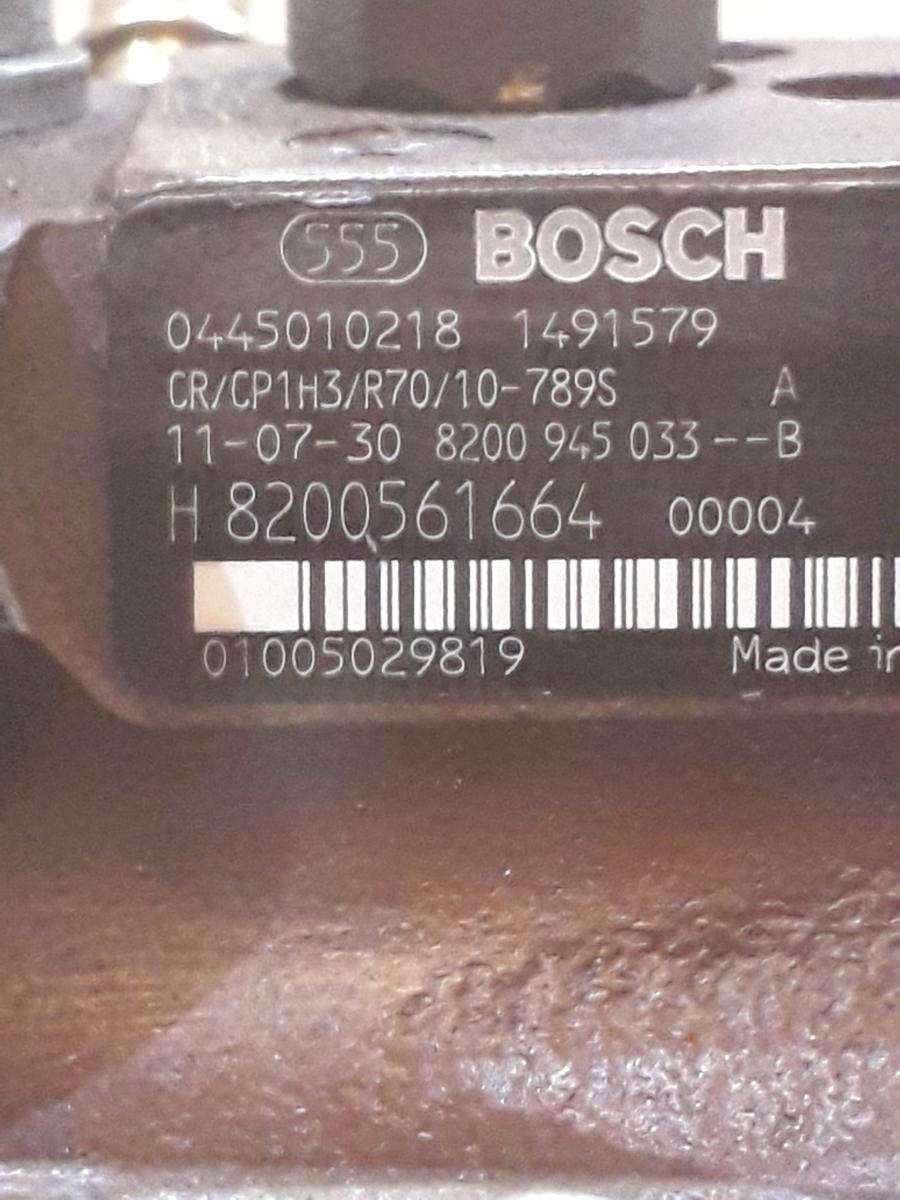 555 BOSCH
0445010218 1491579
CR/CP1H3/R70/10-789S A
11-07-30 8200 945 033--B
H 8200561664 00004
01005029819 Made in